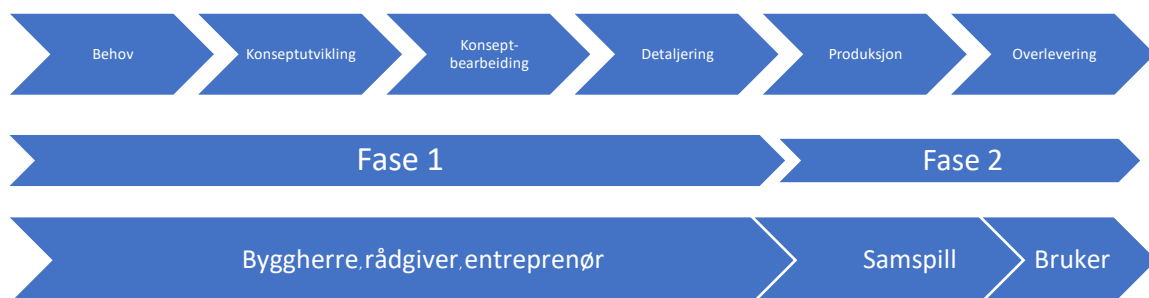 Behov
Konseptutvikling
Konsept-
bearbeiding
Detaljering
Produksjon
Overlevering
Fase 1
Fase 2
Byggherre, rådgiver, entreprenør
Samspill
Bruker